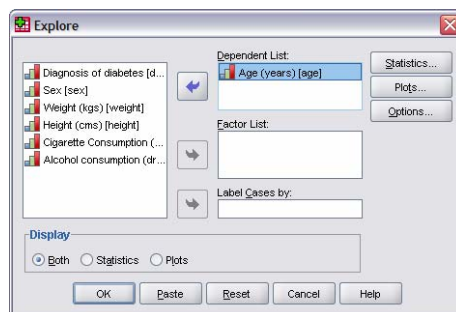 Explore
Diagnosis of diabetes [d...
Sex [sex]
Weight (kgs) [weight]
Height (cms) [height]
Cigarette Consumption (...
Alcohol consumption (dr...
Dependent List:
Age (years) [age]
Factor List:
Label Cases by:
Statistics...
Plots...
Options...
Display
Both
Statistics
Plots
OK
Paste
Reset
Cancel
Help